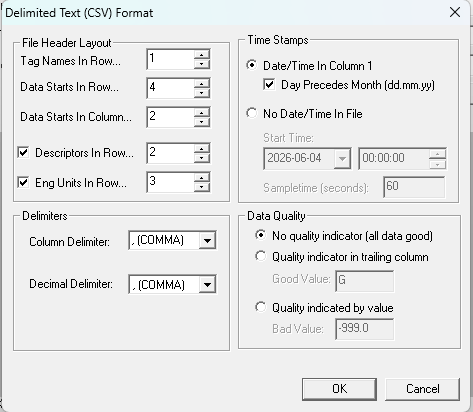 Delimited Text (CSV) Format
File Header Layout
Tag Names In Row... 1
Data Starts In Row... 4
Data Starts In Column... 2
Descriptors In Row... 2
Eng Units In Row... 3
Time Stamps
Date/Time In Column 1
Day Precedes Month (dd.mm.yy)
No Date/Time In File
Start Time:
2026-06-04 00:00:00
Sampletime (seconds): 60
Delimiters
Column Delimiter: , (COMMA)
Decimal Delimiter: , (COMMA)
Data Quality
No quality indicator (all data good)
Quality indicator in trailing column
Good Value: G
Quality indicated by value
Bad Value: -999.0
OK Cancel